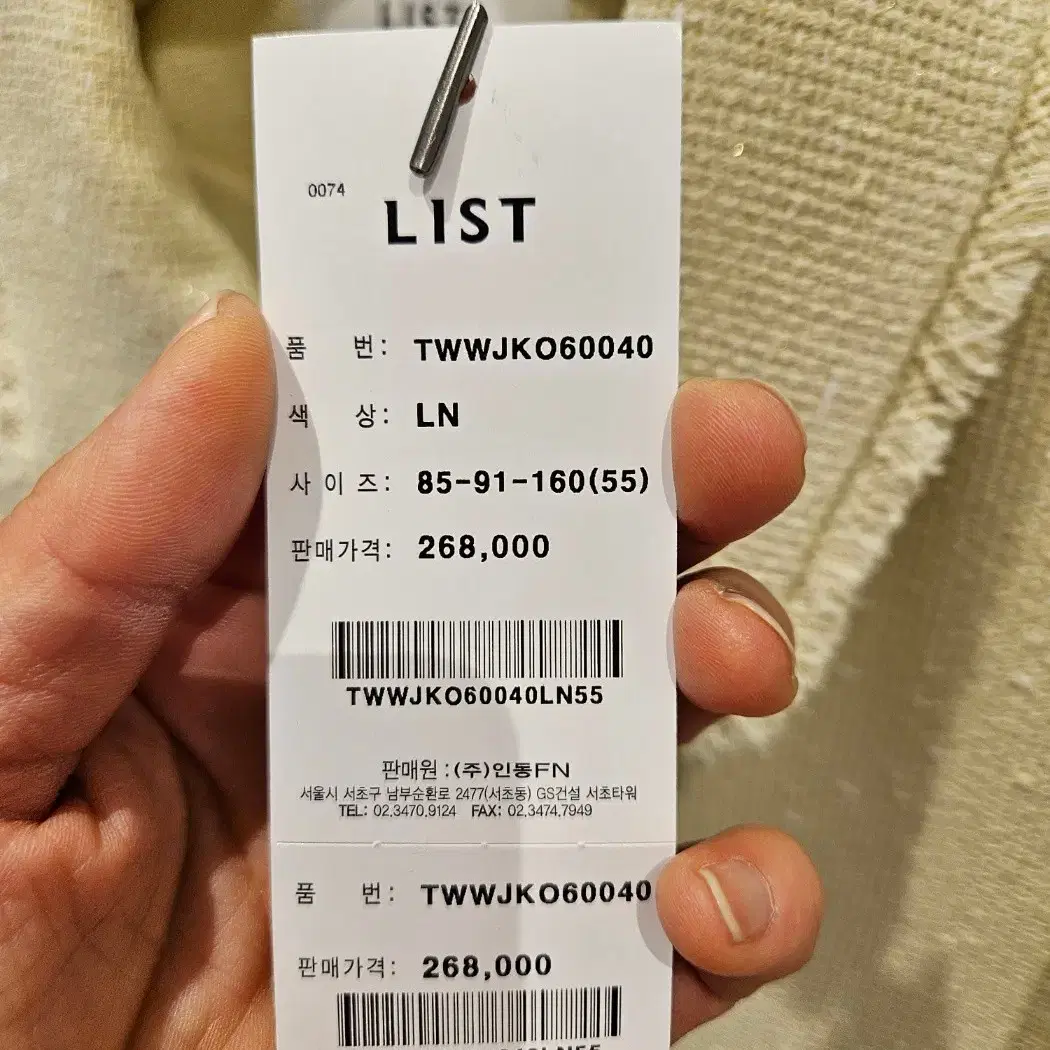 LIST
0074
LIST
품 번: TWWJKO60040
색 상: LN
사 이 즈: 85-91-160(55)
판매가격: 268,000
TWWJKO60040LN55
판매원 : (주)인동FN
서울시 서초구 남부순환로 2477(서초동) GS건설 서초타워
TEL: 02.3470.9124 FAX: 02.3474.7949
품 번: TWWJKO60040
판매가격: 268,000